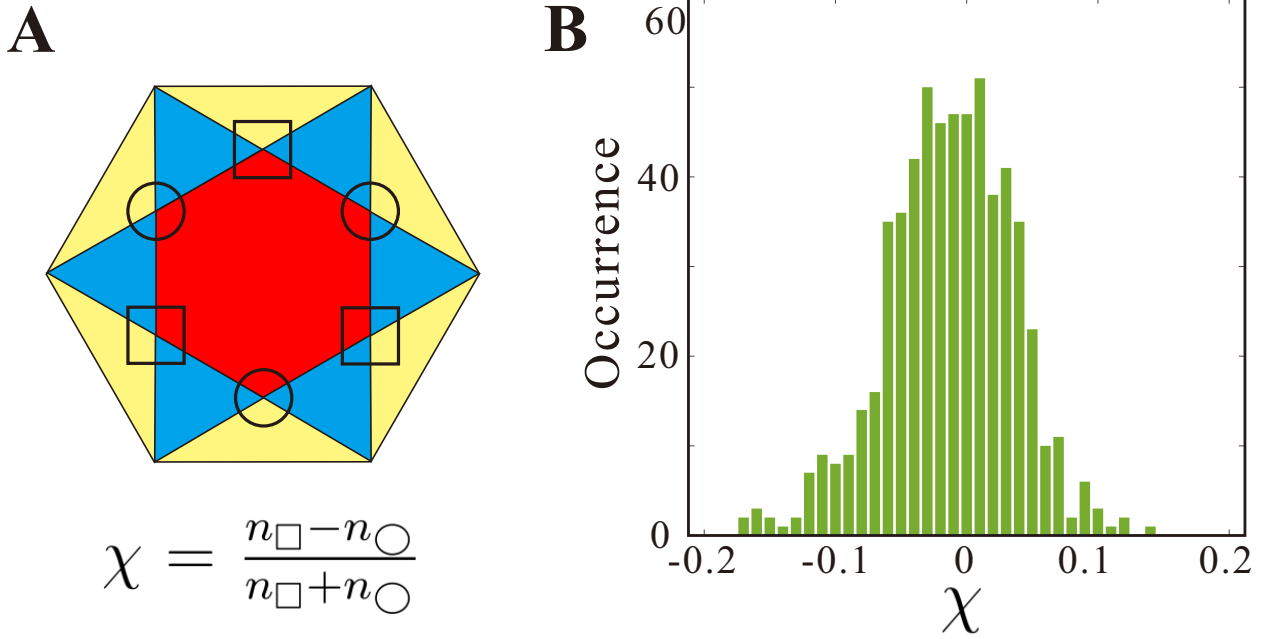 A
χ = (n□−n○)/(n□+n○)
B
60
40
20
0
Occurrence
-0.2 -0.1 0 0.1 0.2
χ